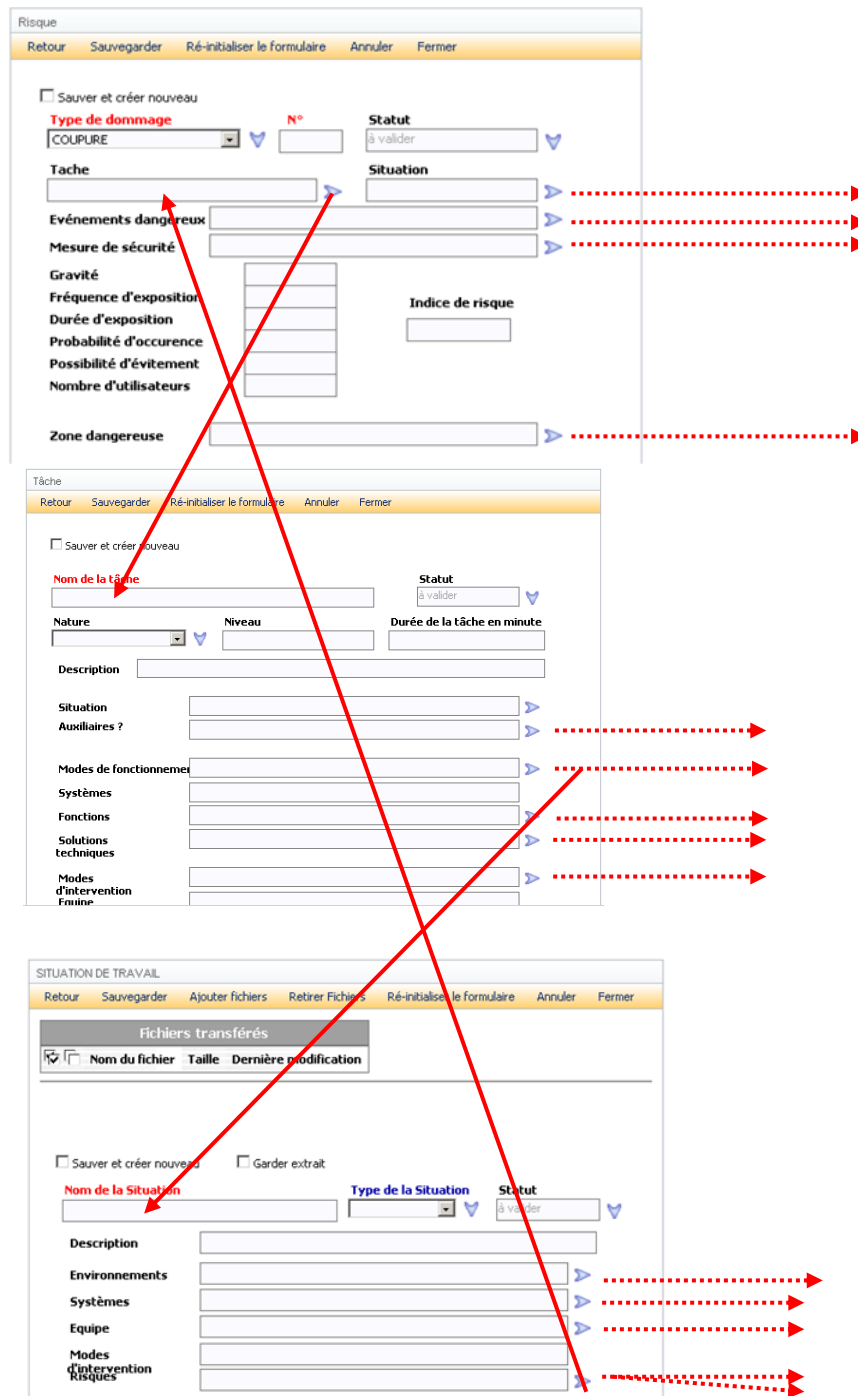 Risque
Retour Sauvegarder Ré-initialiser le formulaire Annuler Fermer
Sauver et créer nouveau
Type de dommage N° Statut
COUPURE à valider
Tache Situation
Evénements dangereux
Mesure de sécurité
Gravité
Fréquence d'exposition
Indice de risque
Durée d'exposition
Probabilité d'occurence
Possibilité d'évitement
Nombre d'utilisateurs
Zone dangereuse
Tâche
Retour Sauvegarder Ré-initialiser le formulaire Annuler Fermer
Sauver et créer nouveau
Nom de la tâche Statut
à valider
Nature Niveau Durée de la tâche en minute
Description
Situation
Auxiliaires ?
Modes de fonctionnemen
Systèmes
Fonctions
Solutions
techniques
Modes
d'intervention
Equipe
SITUATION DE TRAVAIL
Retour Sauvegarder Ajouter fichiers Retirer Fichiers Ré-initialiser le formulaire Annuler Fermer
Fichiers transférés
Nom du fichier Taille Dernière modification
Sauver et créer nouveau Garder extrait
Nom de la Situation Type de la Situation Statut
à valider
Description
Environnements
Systèmes
Equipe
Modes
d'intervention
Risques